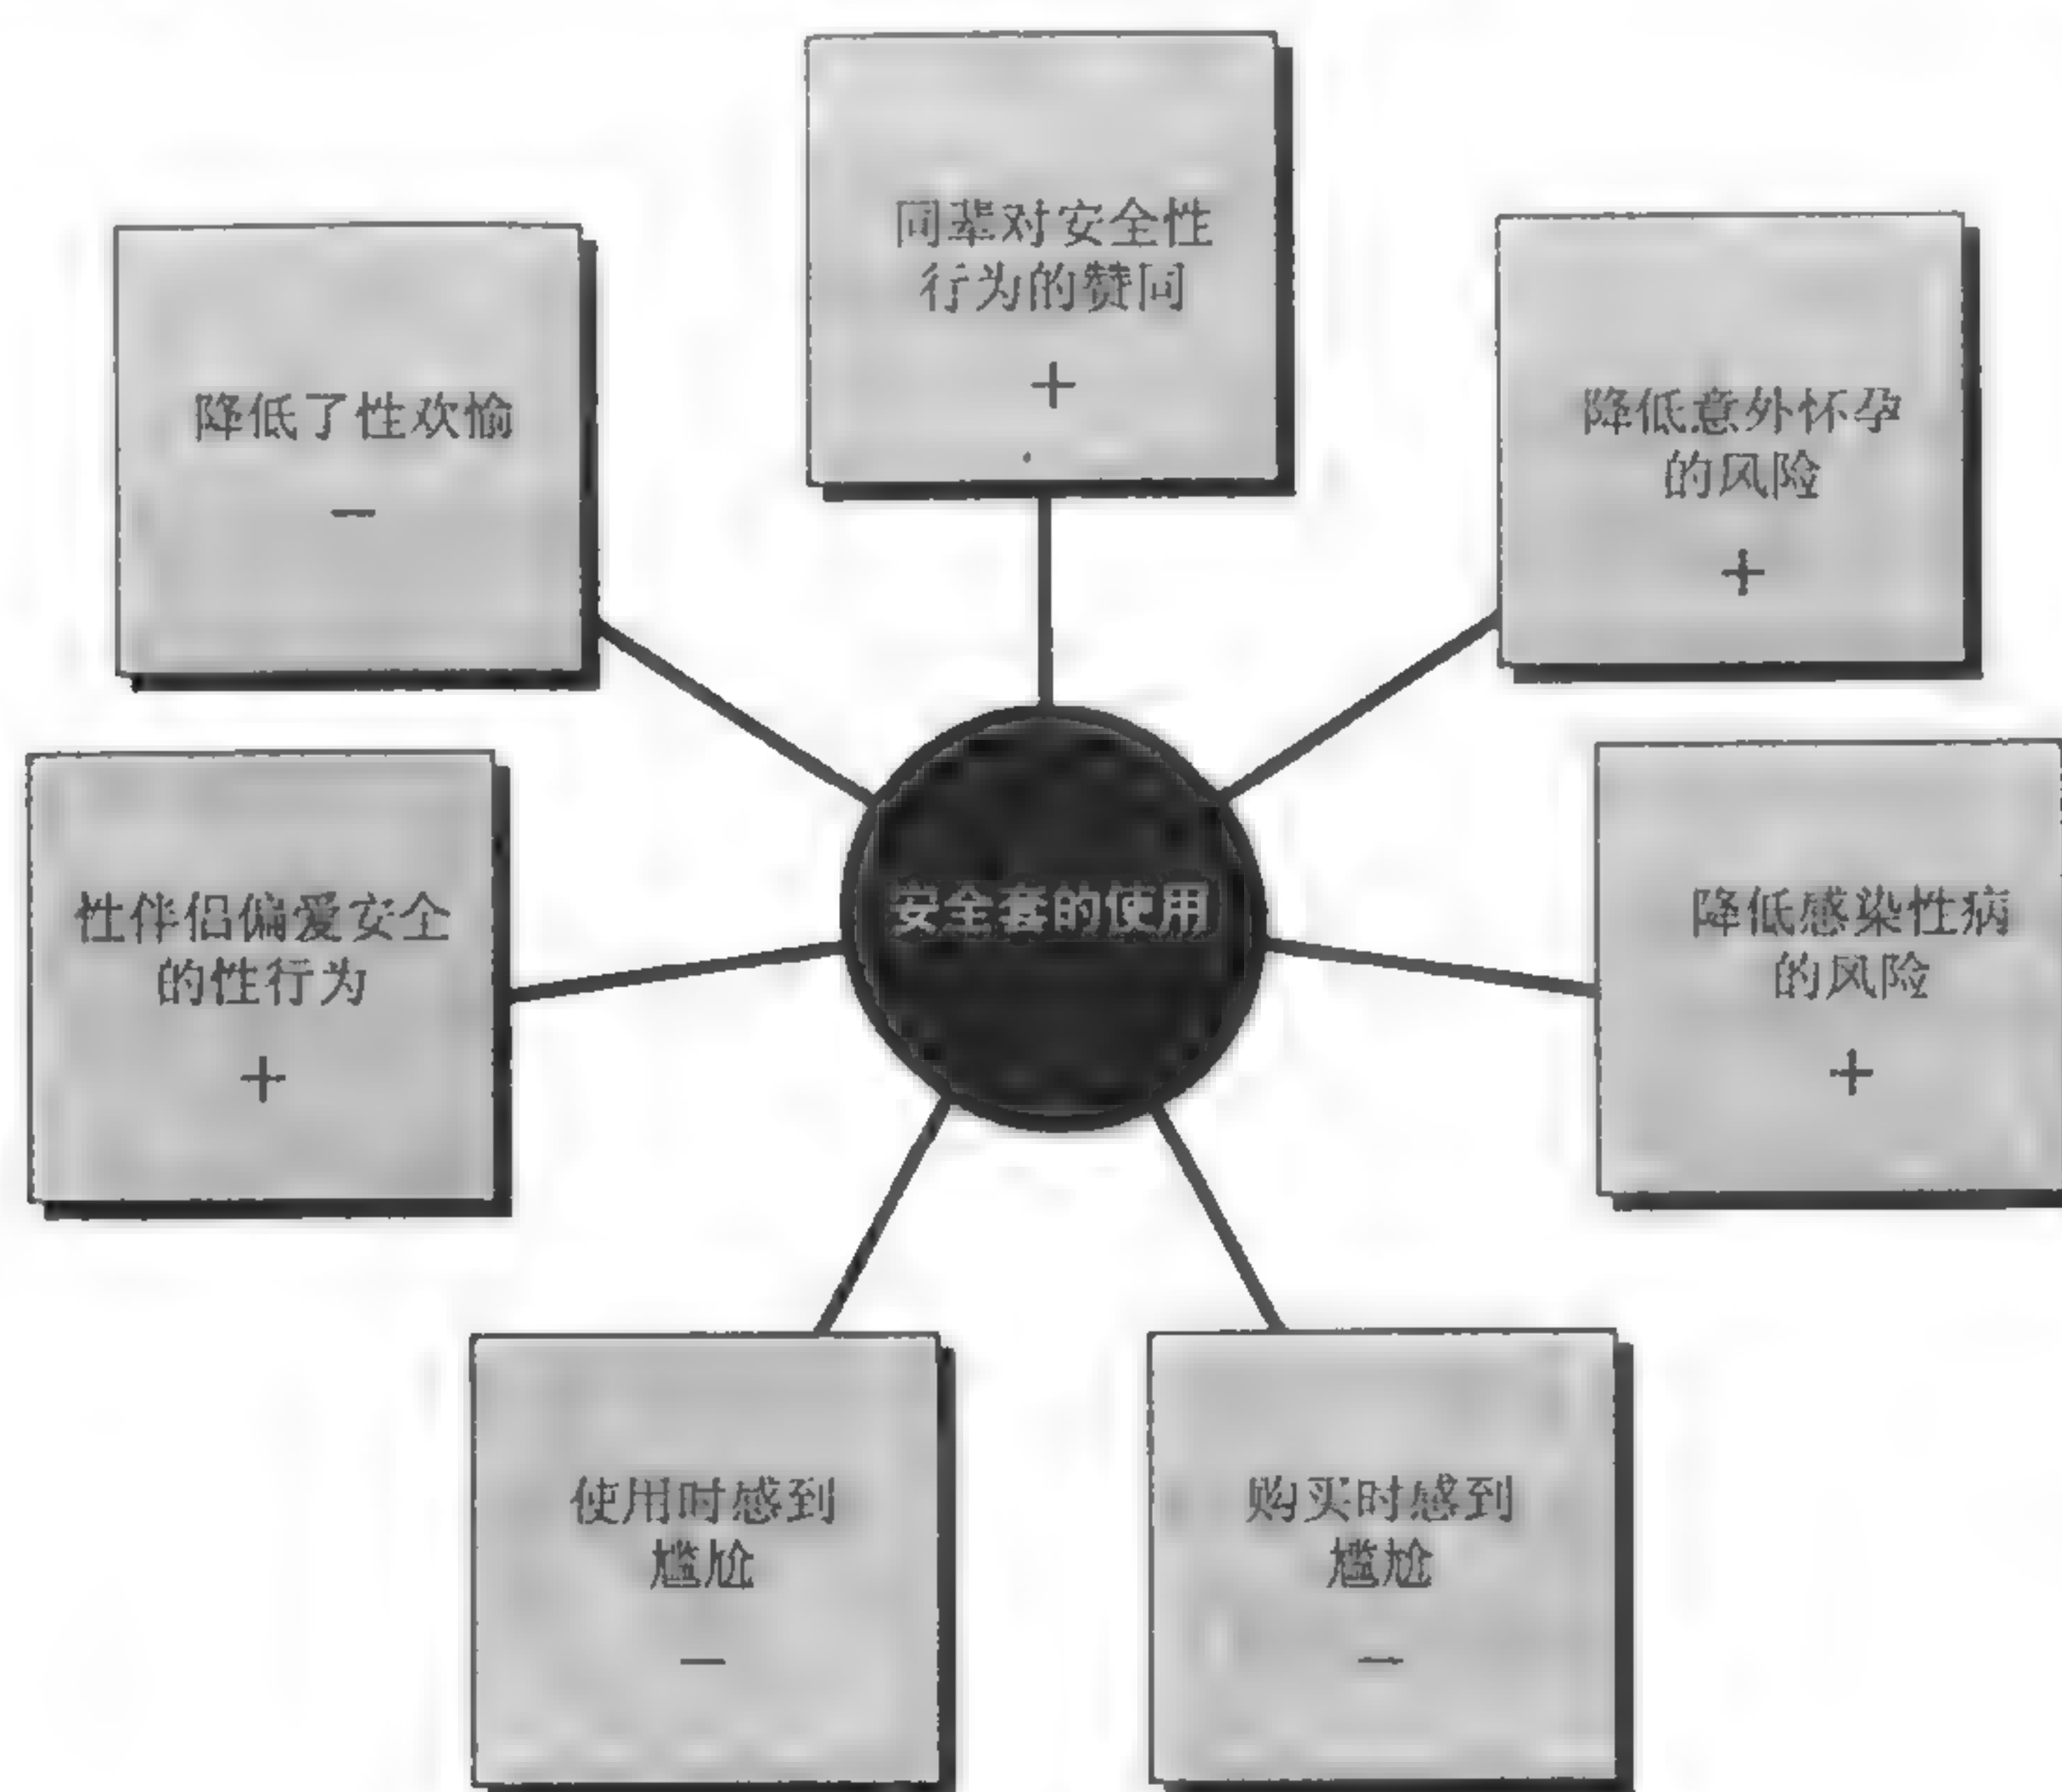 同辈对安全性
行为的赞同
+
降低了性欢愉
−
降低意外怀孕
的风险
+
性伴侣偏爱安全
的性行为
+
安全套的使用
降低感染性病
的风险
+
使用时感到
尴尬
−
购买时感到
尴尬
−